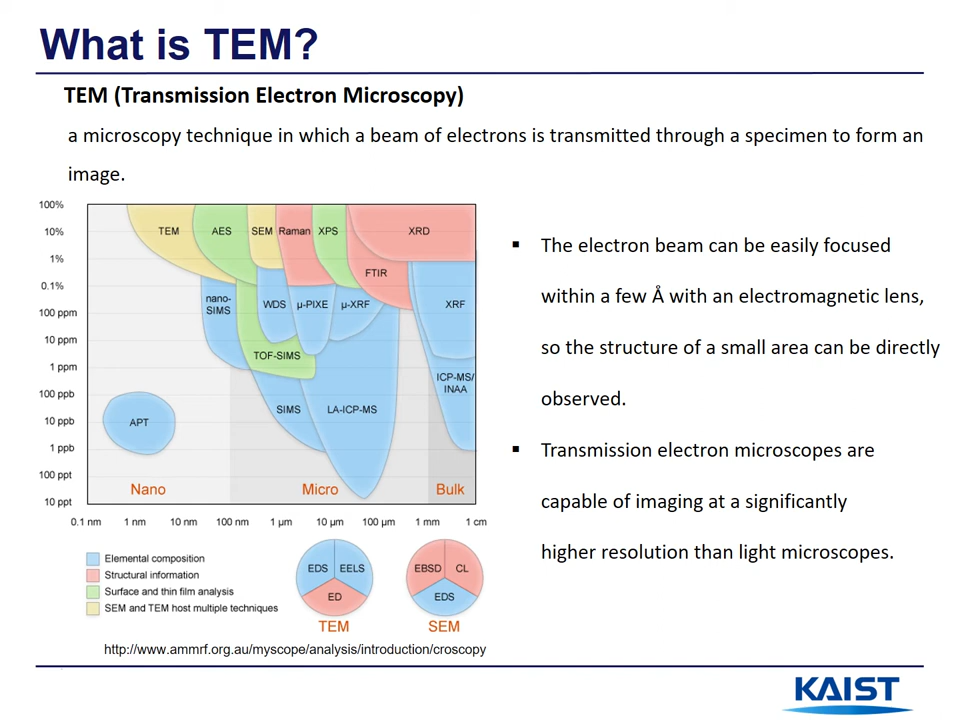 What is TEM?
TEM (Transmission Electron Microscopy)
a microscopy technique in which a beam of electrons is transmitted through a specimen to form an
image.
100%
10%
1%
0.1%
100 ppm
10 ppm
1 ppm
100 ppb
10 ppb
1 ppb
100 ppt
10 ppt
TEM
AES
SEM
Raman
XPS
XRD
FTIR
nano-
SIMS
WDS
µ-PIXE
µ-XRF
XRF
TOF-SIMS
ICP-MS/
INAA
SIMS
LA-ICP-MS
APT
Nano
Micro
Bulk
0.1 nm
1 nm
10 nm
100 nm
1 µm
10 µm
100 µm
1 mm
1 cm
Elemental composition
Structural information
Surface and thin film analysis
SEM and TEM host multiple techniques
EDS
EELS
ED
TEM
EBSD
CL
EDS
SEM
http://www.ammrf.org.au/myscope/analysis/introduction/croscopy
▪ The electron beam can be easily focused
within a few Å with an electromagnetic lens,
so the structure of a small area can be directly
observed.
▪ Transmission electron microscopes are
capable of imaging at a significantly
higher resolution than light microscopes.
KAIST